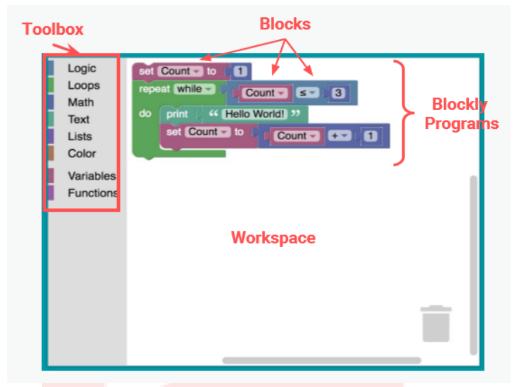 Toolbox
Blocks
Logic
Loops
Math
Text
Lists
Color
Variables
Functions
set Count to 1
repeat while Count ≤ 3
do print “ Hello World! ”
set Count to Count + 1
Blockly
Programs
Workspace